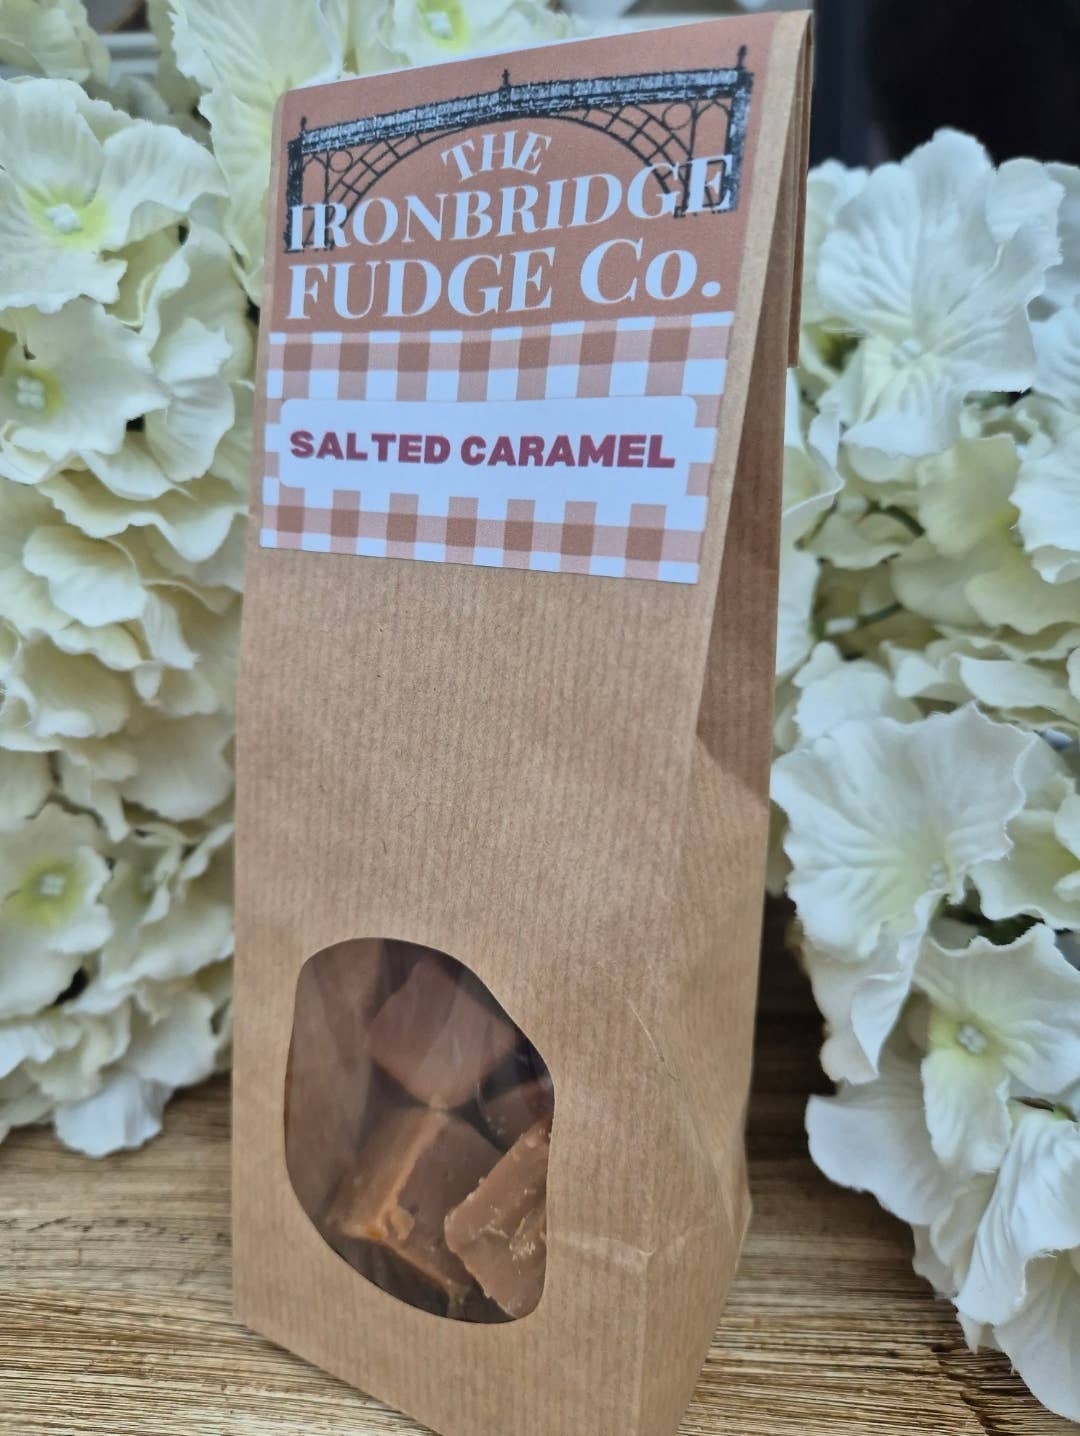 THE
IRONBRIDGE
FUDGE Co.
SALTED CARAMEL